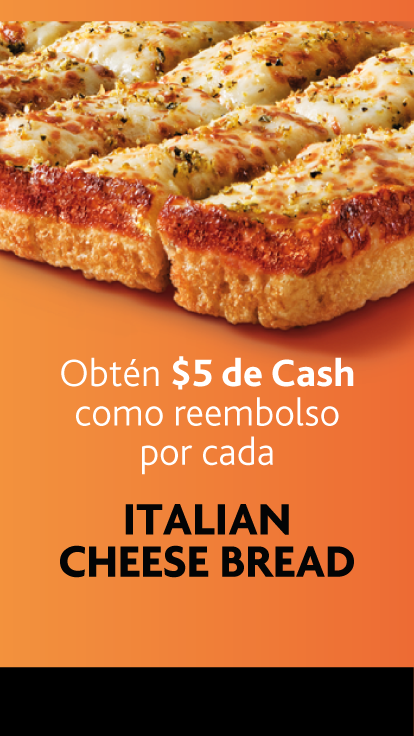 Obtén $5 de Cash
como reembolso
por cada
ITALIAN
CHEESE BREAD